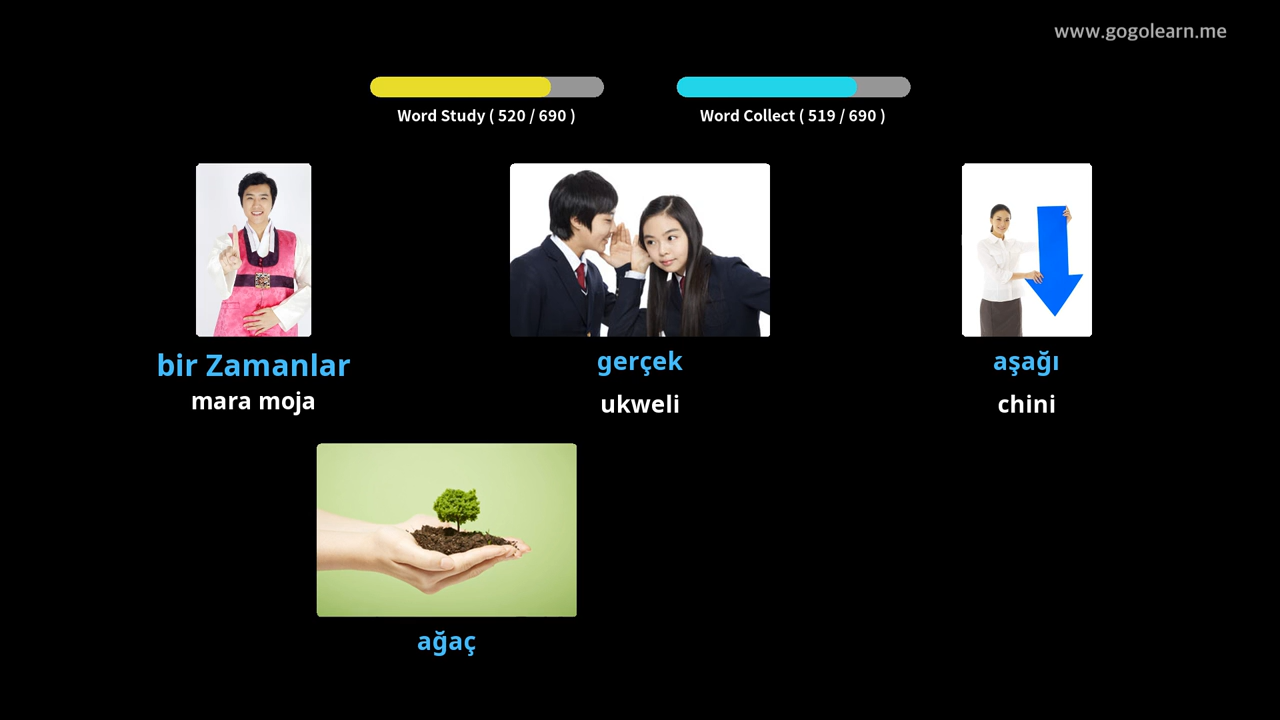 www.gogolearn.me
Word Study ( 520 / 690 )
Word Collect ( 519 / 690 )
bir Zamanlar
mara moja
gerçek
ukweli
aşağı
chini
ağaç